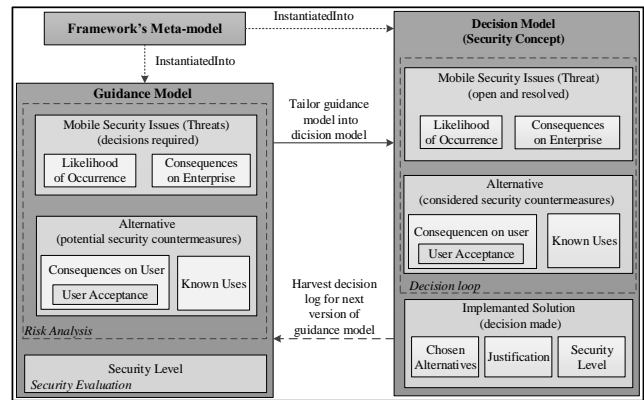 Framework's Meta-model
InstantiatedInto
InstantiatedInto
Guidance Model
Mobile Security Issues (Threats)
(decisions required)
Likelihood
of Occurrence
Consequences
on Enterprise
Alternative
(potential security countermeasures)
Consequences on User
User Acceptance
Known Uses
Risk Analysis
Security Level
Security Evaluation
Tailor guidance
model into
dicision model
Harvest decision
log for next
version of
guidance model
Decision Model
(Security Concept)
Mobile Security Issues (Threat)
(open and resolved)
Likelihood
of Occurrence
Consequences
on Enterprise
Alternative
(considered security countermeasures)
Consequencen on user
User Acceptance
Known Uses
Decision loop
Implemanted Solution
(decision made)
Chosen
Alternatives
Justification
Security
Level